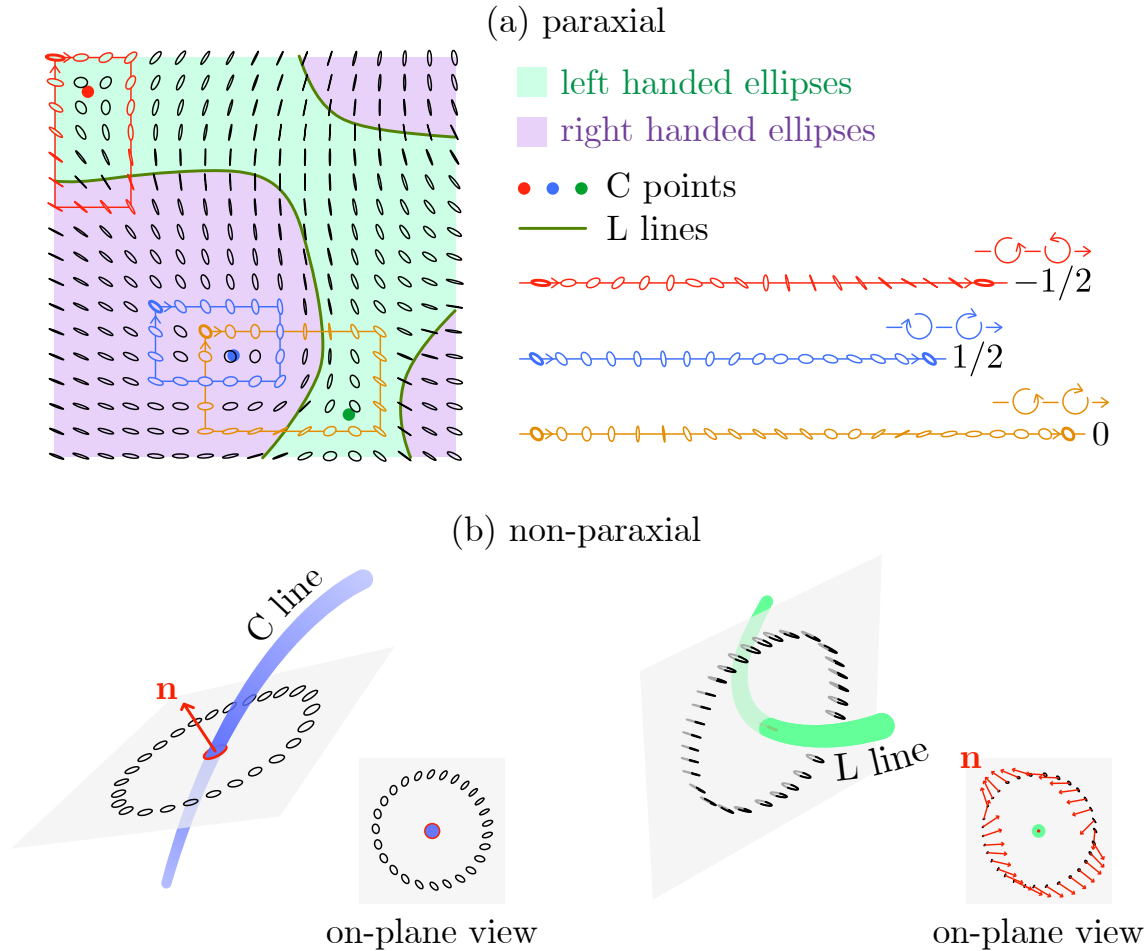 (a) paraxial
left handed ellipses
right handed ellipses
C points
L lines
−1/2
1/2
0
(b) non-paraxial
C line
n
on-plane view
L line
n
on-plane view